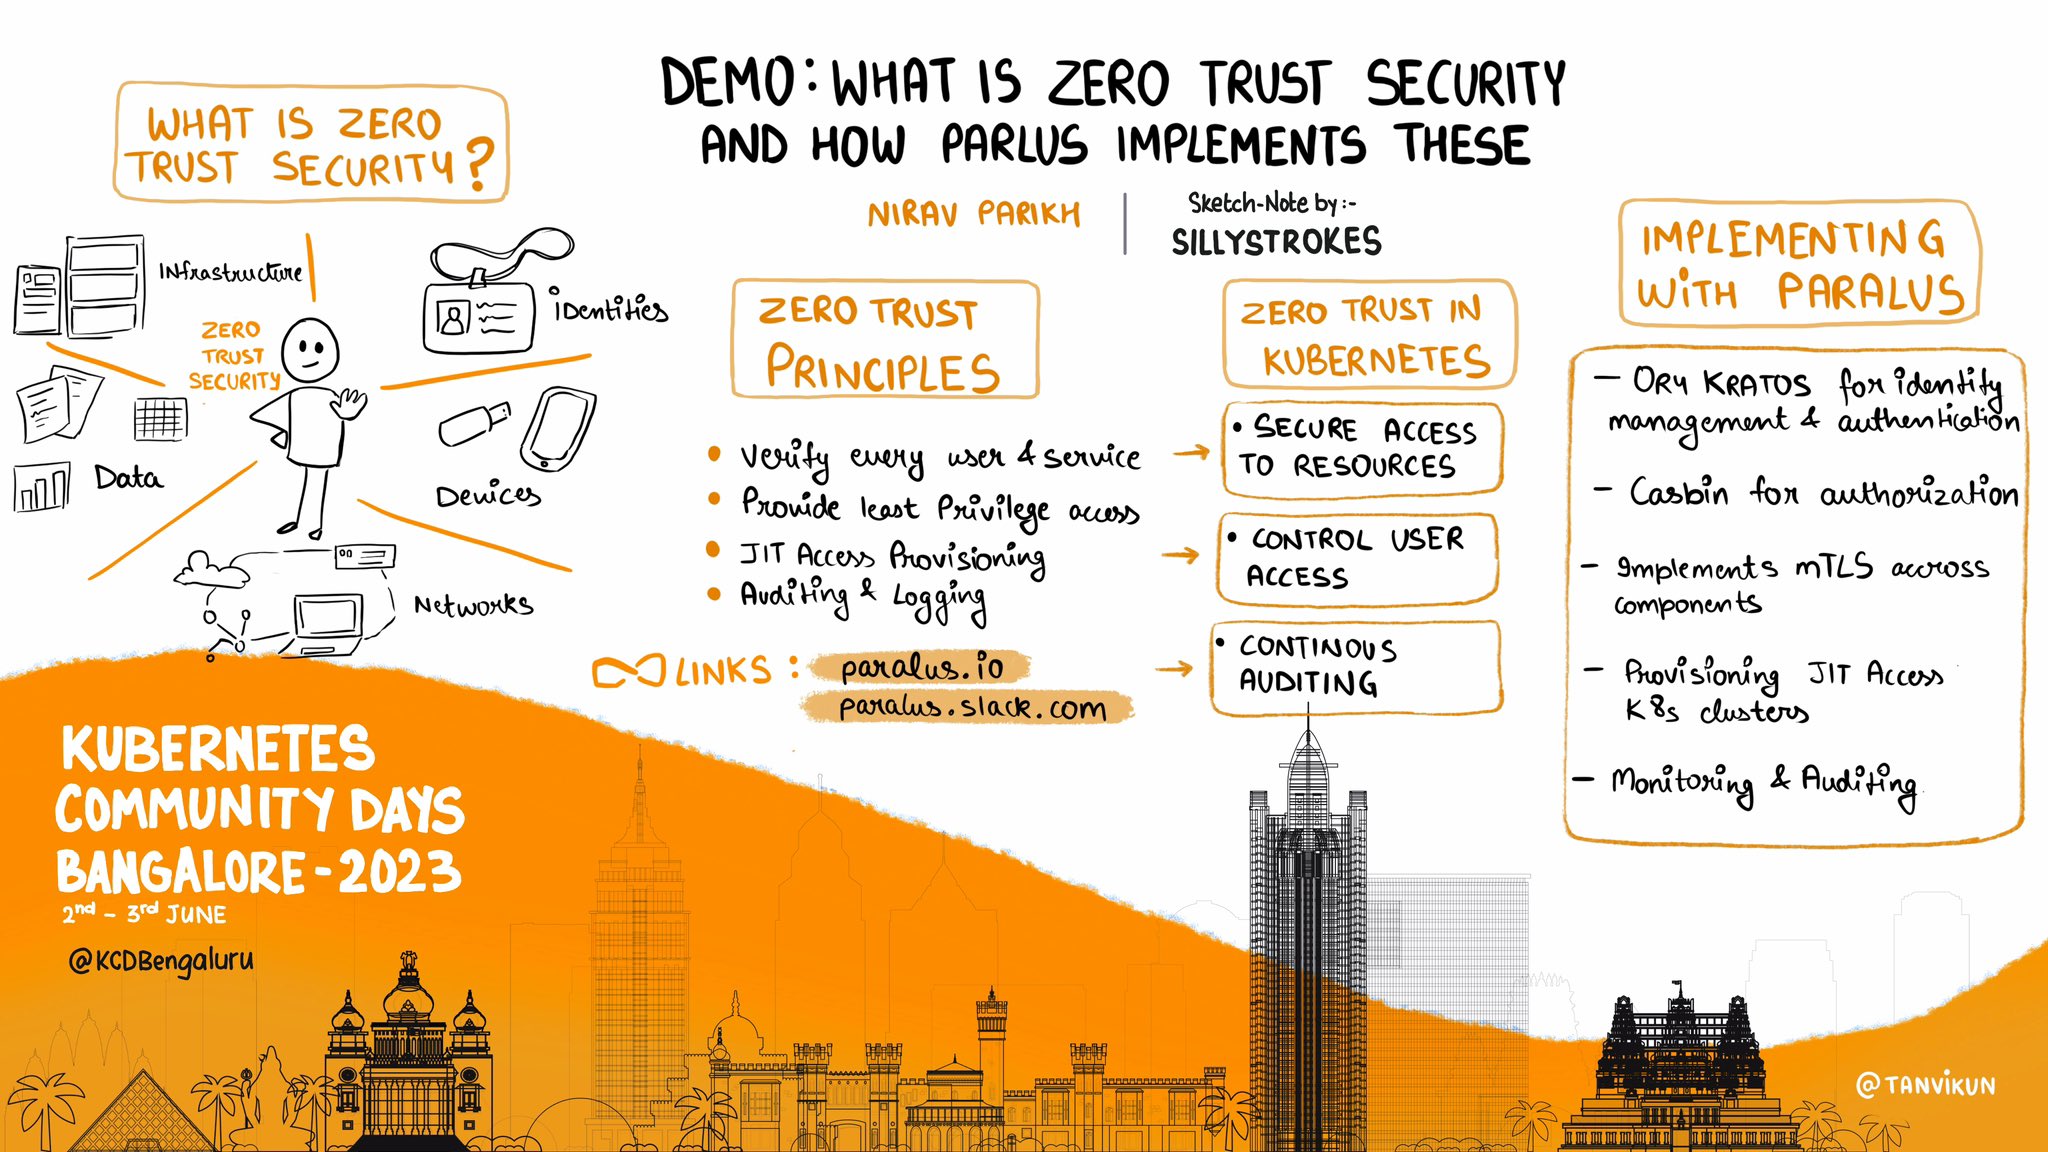 DEMO: WHAT IS ZERO TRUST SECURITY
AND HOW PARLUS IMPLEMENTS THESE
NIRAV PARIKH
Sketch-Note by:-
SILLYSTROKES
WHAT IS ZERO
TRUST SECURITY?
INfrastructure
iDentities
ZERO
TRUST
SECURITY
Data
Devices
Networks
ZERO TRUST
PRINCIPLES
• Verify every user & service
• Provide least Privilege access
• JIT Access Provisioning
• Auditing & Logging
LINKS:
paralus.io
paralus.slack.com
ZERO TRUST IN
KUBERNETES
• SECURE ACCESS
TO RESOURCES
• CONTROL USER
ACCESS
• CONTINOUS
AUDITING
IMPLEMENTING
WiTH PARALUS
- ORY KRATOS for identity
management & authentication
- Casbin for authorization
- Implements mTLS accross
components
- Provisioning JIT Access
K8s clusters
- Monitoring & Auditing
KUBERNETES
COMMUNITY DAYS
BANGALORE - 2023
2nd - 3rd JUNE
@KCDBengaluru
@TANViKUN